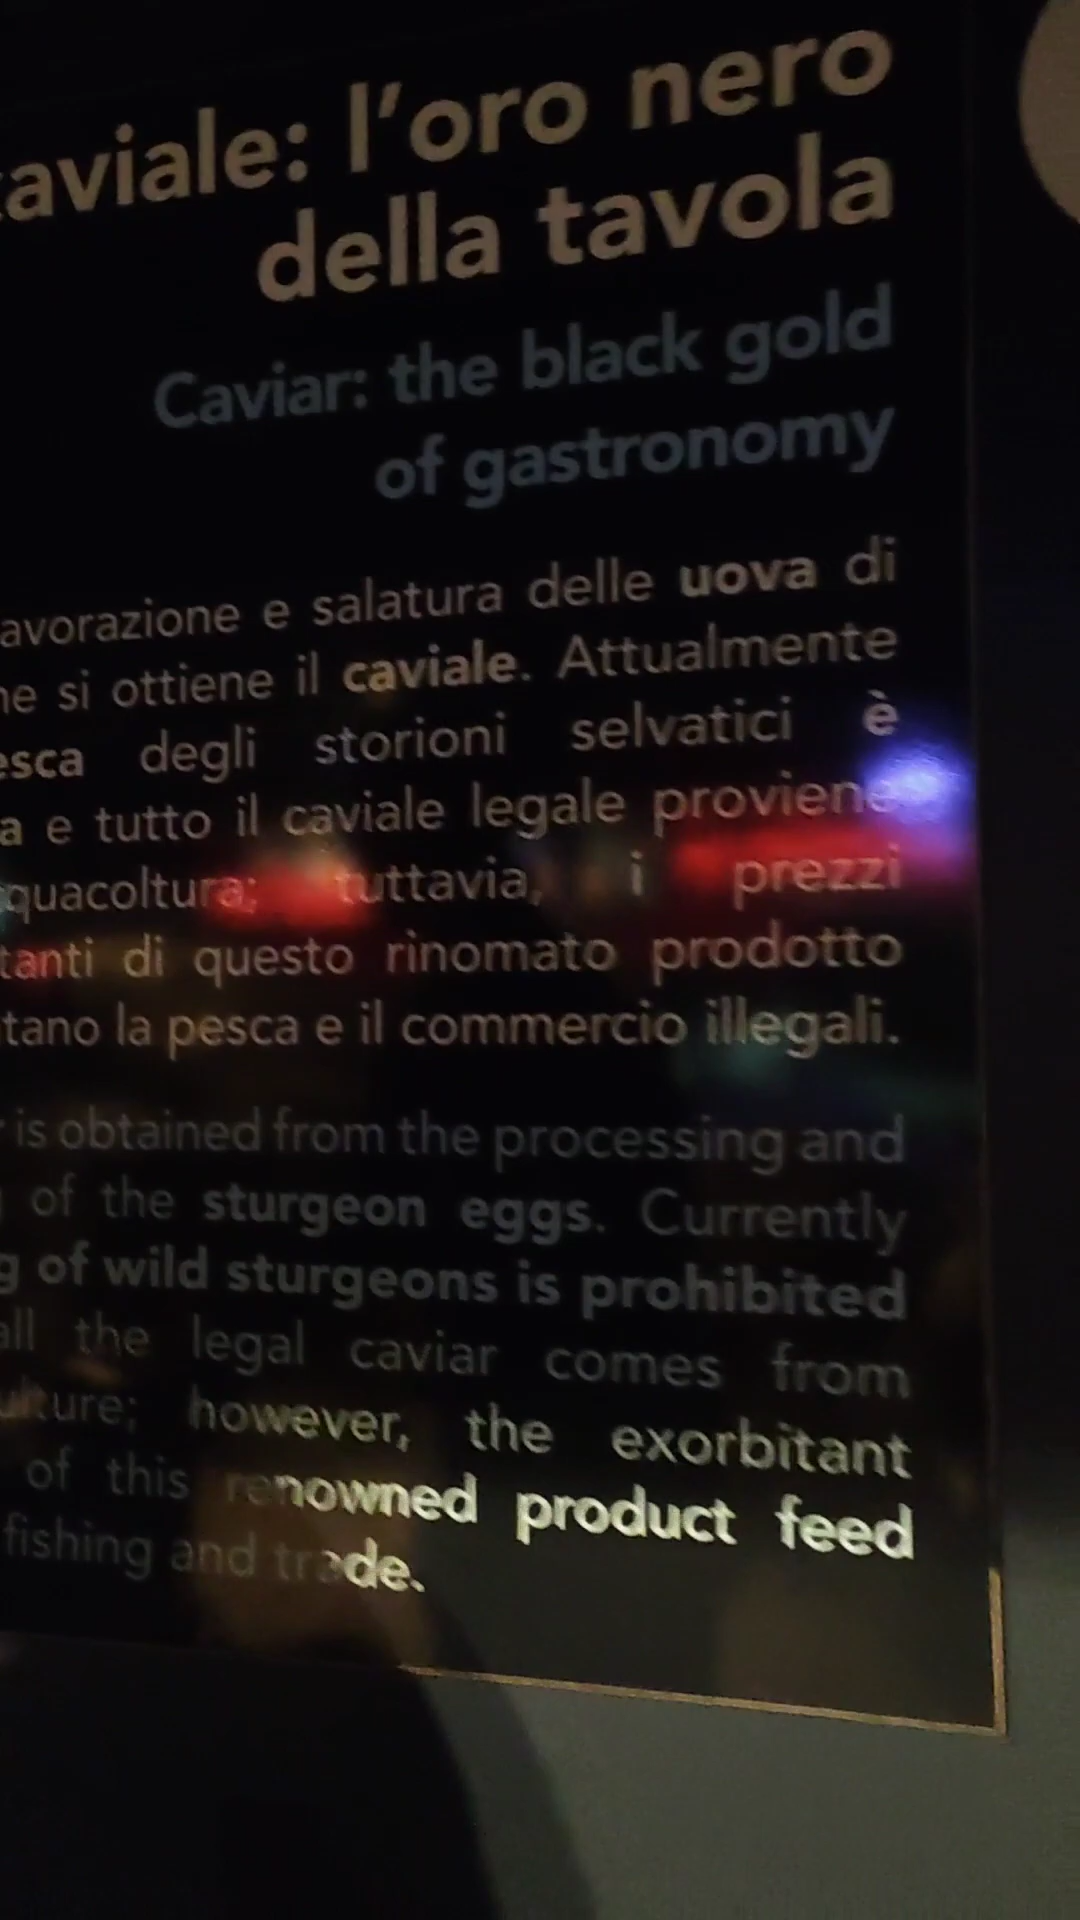 caviale: l'oro nero
della tavola
Caviar: the black gold
of gastronomy
avorazione e salatura delle uova di
he si ottiene il caviale. Attualmente
esca degli storioni selvatici è
a e tutto il caviale legale proviene
quacoltura; tuttavia, i prezzi
tanti di questo rinomato prodotto
tano la pesca e il commercio illegali.
is obtained from the processing and
of the sturgeon eggs. Currently
g of wild sturgeons is prohibited
all the legal caviar comes from
ulture; however, the exorbitant
of this renowned product feed
fishing and trade.